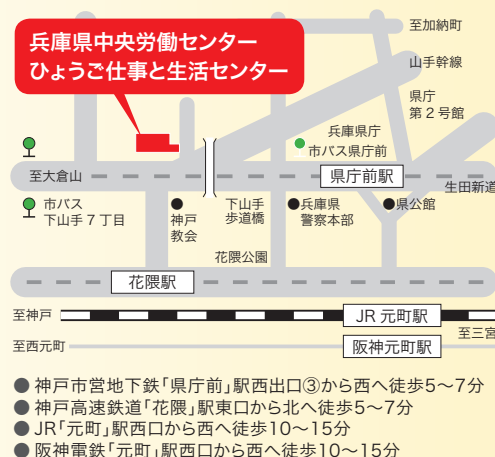 至加納町
兵庫県中央労働センター
ひょうご仕事と生活センター
山手幹線
県庁
第2号館
兵庫県庁
市バス県庁前
至大倉山
県庁前駅
生田新道
市バス
下山手7丁目
●神戸
教会
下山手
歩道橋
●兵庫県
警察本部
●県公館
花隈公園
花隈駅
至神戸
JR 元町駅
至三宮
至西元町
阪神元町駅
●神戸市営地下鉄「県庁前」駅西出口③から西へ徒歩5〜7分
●神戸高速鉄道「花隈」駅東口から北へ徒歩5〜7分
●JR「元町」駅西口から西へ徒歩10〜15分
●阪神電鉄「元町」駅西口から西へ徒歩10〜15分